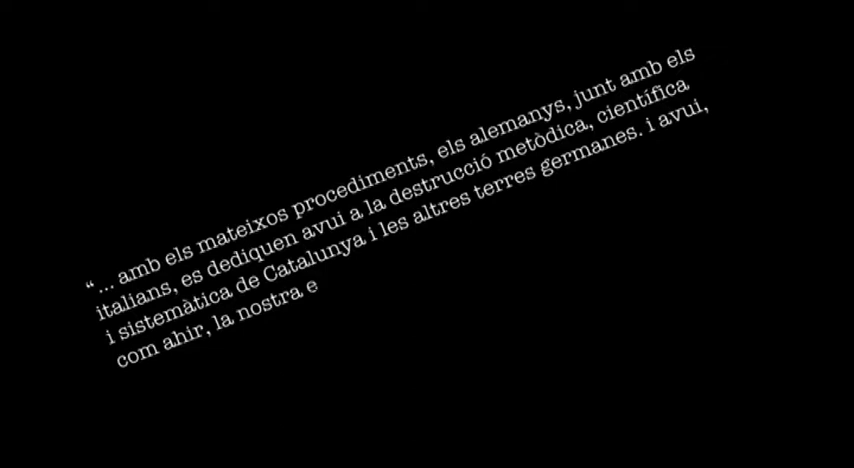 “... amb els mateixos procediments, els alemanys, junt amb els
italians, es dediquen avui a la destrucció metòdica, científica
i sistemàtica de Catalunya i les altres terres germanes. i avui,
com ahir, la nostra e